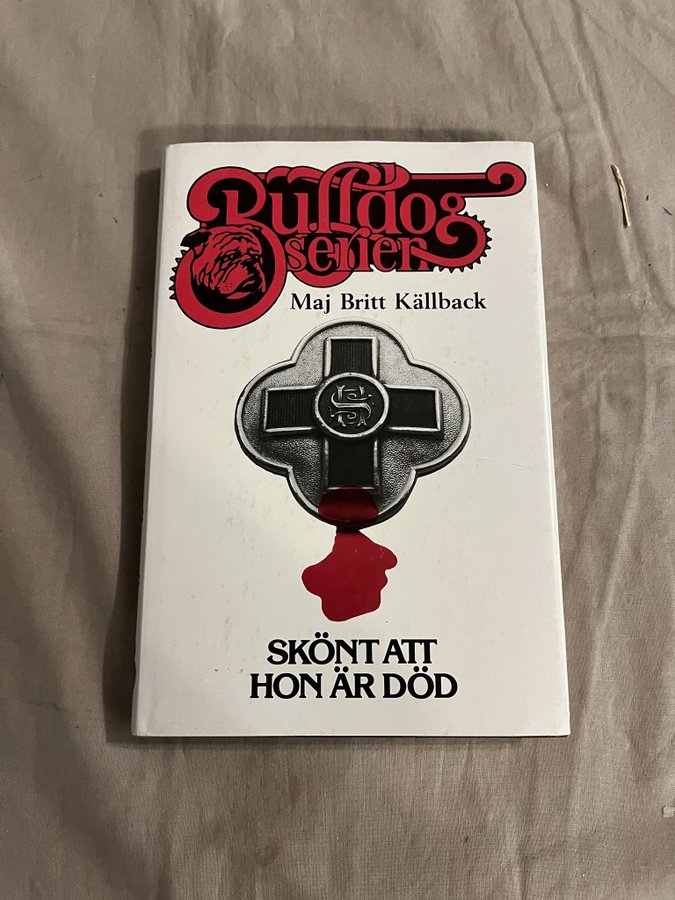 Bulldog
serien
Maj Britt Källback
SKÖNT ATT
HON ÄR DÖD